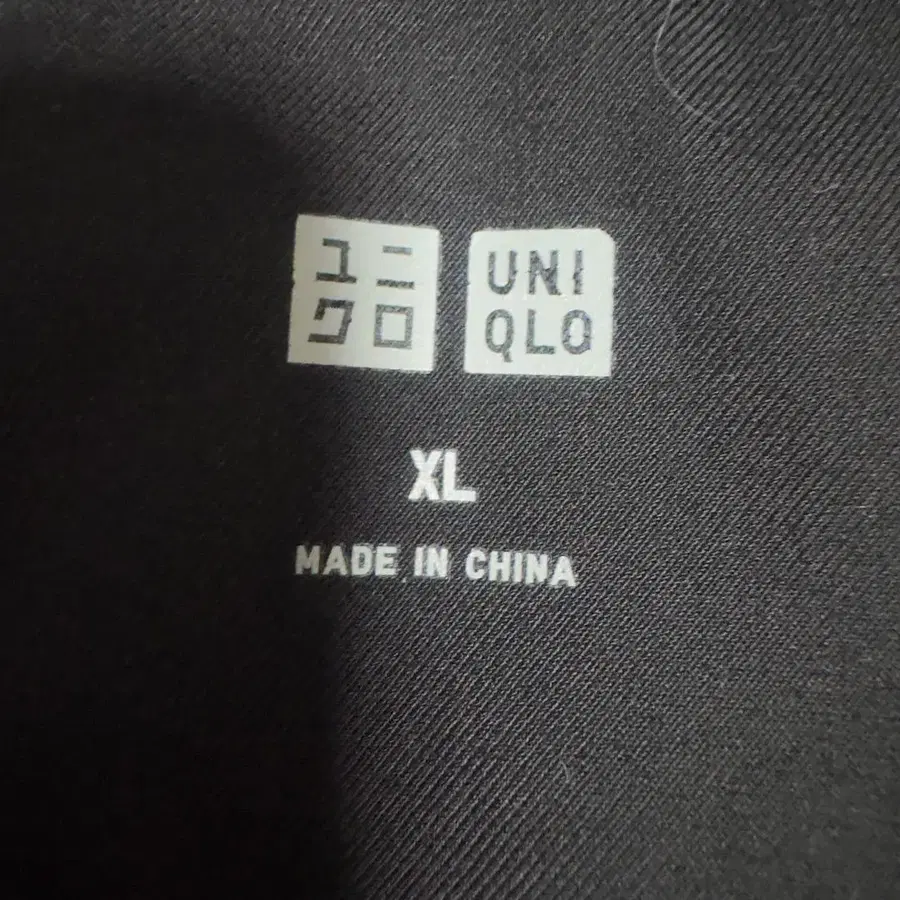 ユニ
クロ
UNI
QLO
XL
MADE IN CHINA